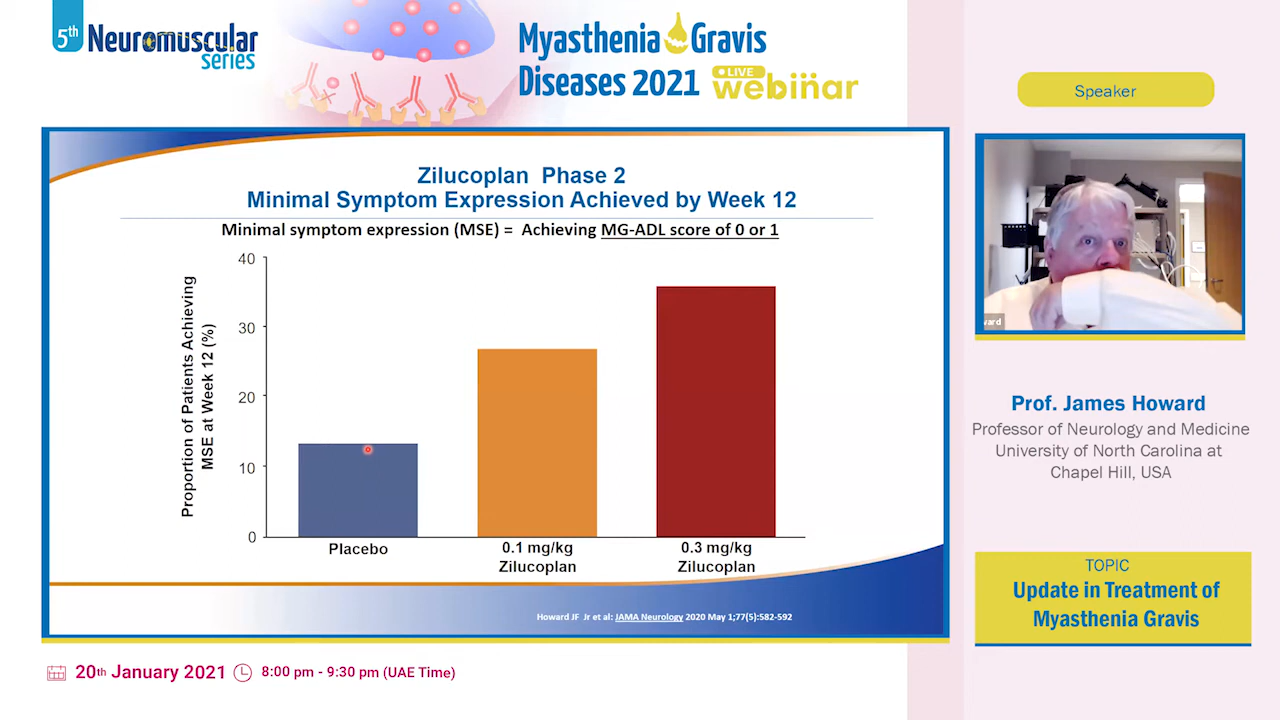 5th Neuromuscular
series
Myasthenia Gravis
Diseases 2021 LIVE webinar
Speaker
Zilucoplan Phase 2
Minimal Symptom Expression Achieved by Week 12
Minimal symptom expression (MSE) = Achieving MG-ADL score of 0 or 1
Proportion of Patients Achieving
MSE at Week 12 (%)
40
30
20
10
0
Placebo
0.1 mg/kg
Zilucoplan
0.3 mg/kg
Zilucoplan
Howard JF Jr et al: JAMA Neurology 2020 May 1;77(5):582-592
ward
Prof. James Howard
Professor of Neurology and Medicine
University of North Carolina at
Chapel Hill, USA
TOPIC
Update in Treatment of
Myasthenia Gravis
20th January 2021 8:00 pm - 9:30 pm (UAE Time)